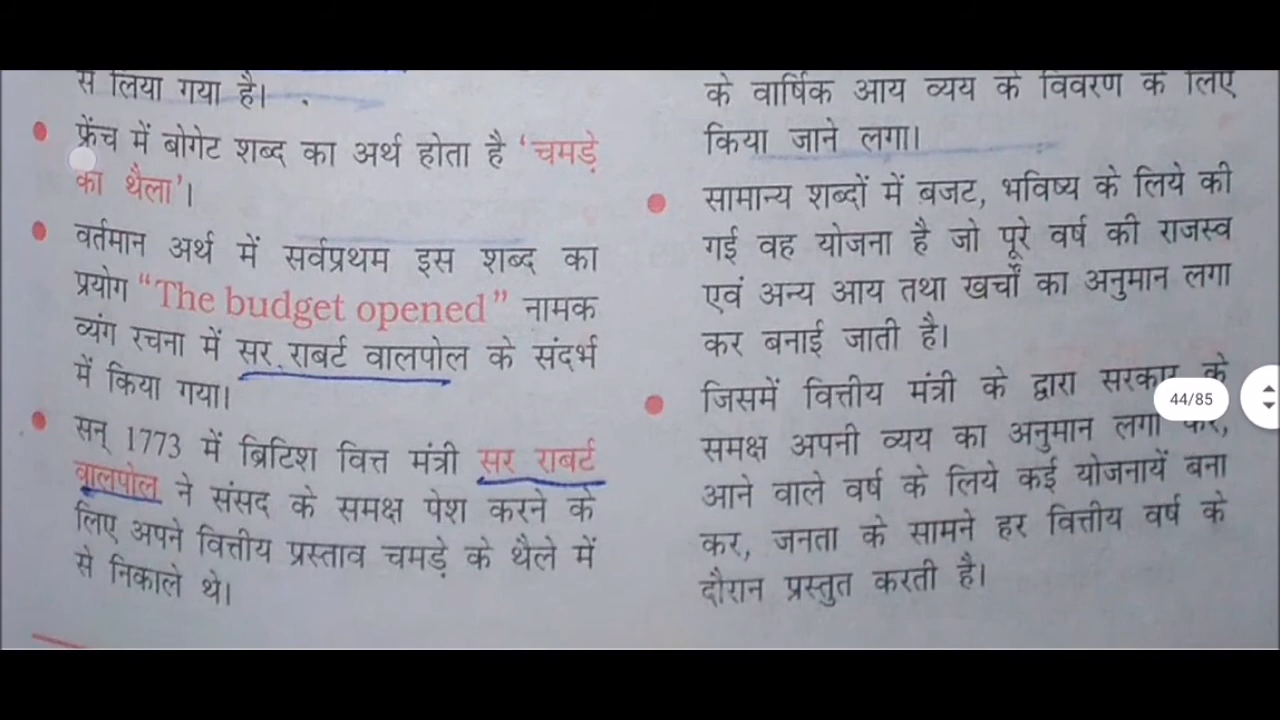 से लिया गया है।
फ्रेंच में बोगेट शब्द का अर्थ होता है ‘चमड़े
का थैला’।
वर्तमान अर्थ में सर्वप्रथम इस शब्द का
प्रयोग “The budget opened” नामक
व्यंग रचना में सर. राबर्ट वालपोल के संदर्भ
में किया गया।
सन् 1773 में ब्रिटिश वित्त मंत्री सर राबर्ट
वालपोल ने संसद के समक्ष पेश करने के
लिए अपने वित्तीय प्रस्ताव चमड़े के थैले में
से निकाले थे।
के वार्षिक आय व्यय के विवरण के लिए
किया जाने लगा।
सामान्य शब्दों में बजट, भविष्य के लिये की
गई वह योजना है जो पूरे वर्ष की राजस्व
एवं अन्य आय तथा खर्चों का अनुमान लगा
कर बनाई जाती है।
जिसमें वित्तीय मंत्री के द्वारा सरकार के
समक्ष अपनी व्यय का अनुमान लगा कर,
आने वाले वर्ष के लिये कई योजनायें बना
कर, जनता के सामने हर वित्तीय वर्ष के
दौरान प्रस्तुत करती है।
44/85